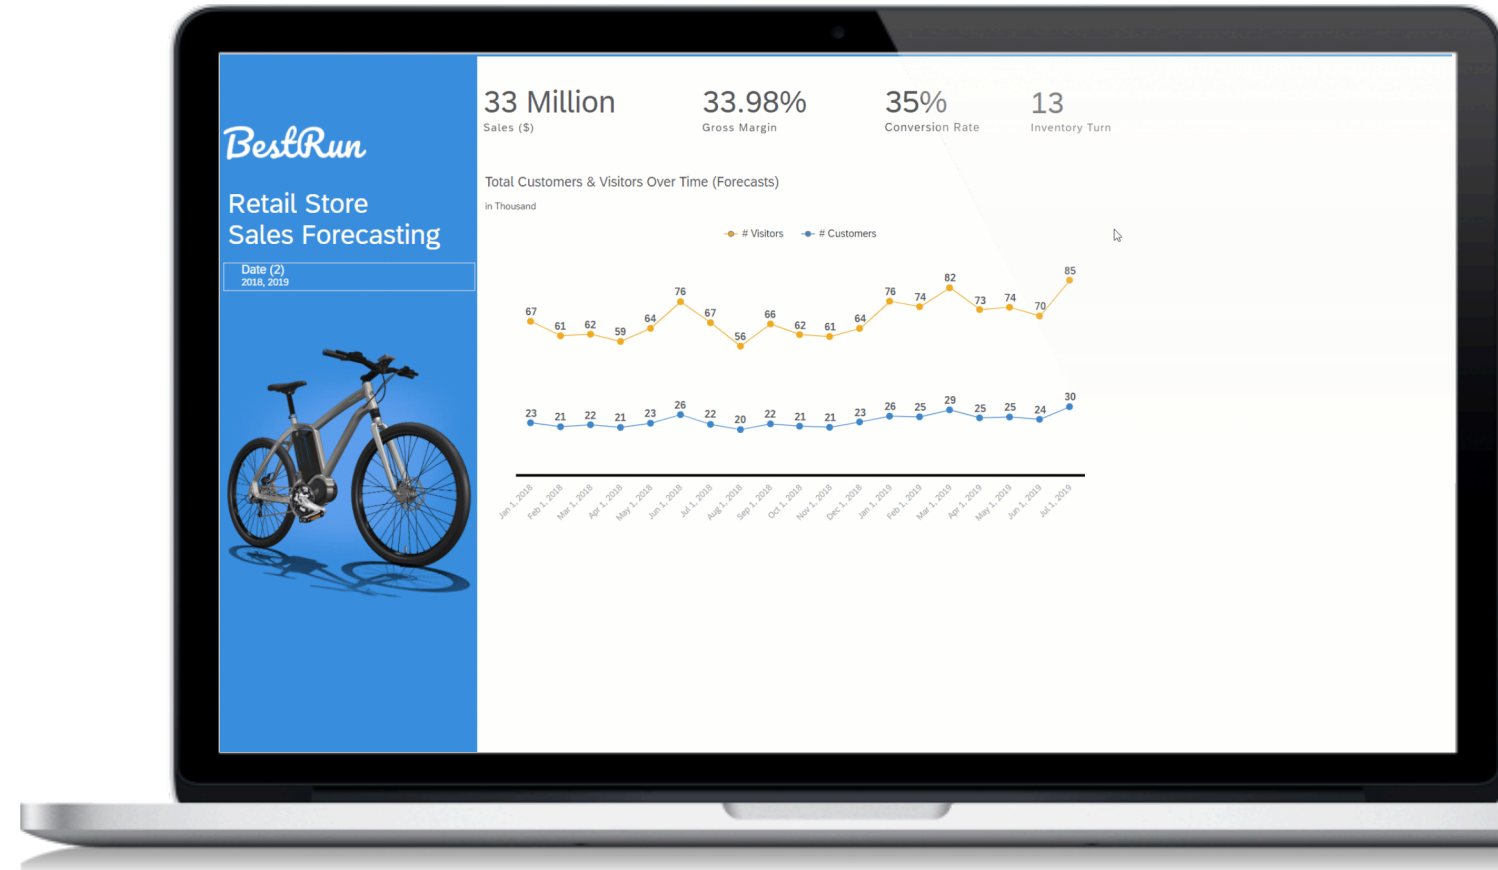 BestRun
Retail Store
Sales Forecasting
Date (2)
2018, 2019
33 Million
Sales ($)
33.98%
Gross Margin
35%
Conversion Rate
13
Inventory Turn
Total Customers & Visitors Over Time (Forecasts)
in Thousand
# Visitors # Customers
67 61 62 59 64 76 67 56 66 62 61 64 76 74 82 73 74 70 85
23 21 22 21 23 26 22 20 22 21 21 23 26 25 29 25 25 24 30
Jan 1, 2018 Feb 1, 2018 Mar 1, 2018 Apr 1, 2018 May 1, 2018 Jun 1, 2018 Jul 1, 2018 Aug 1, 2018 Sep 1, 2018 Oct 1, 2018 Nov 1, 2018 Dec 1, 2018 Jan 1, 2019 Feb 1, 2019 Mar 1, 2019 Apr 1, 2019 May 1, 2019 Jun 1, 2019 Jul 1, 2019